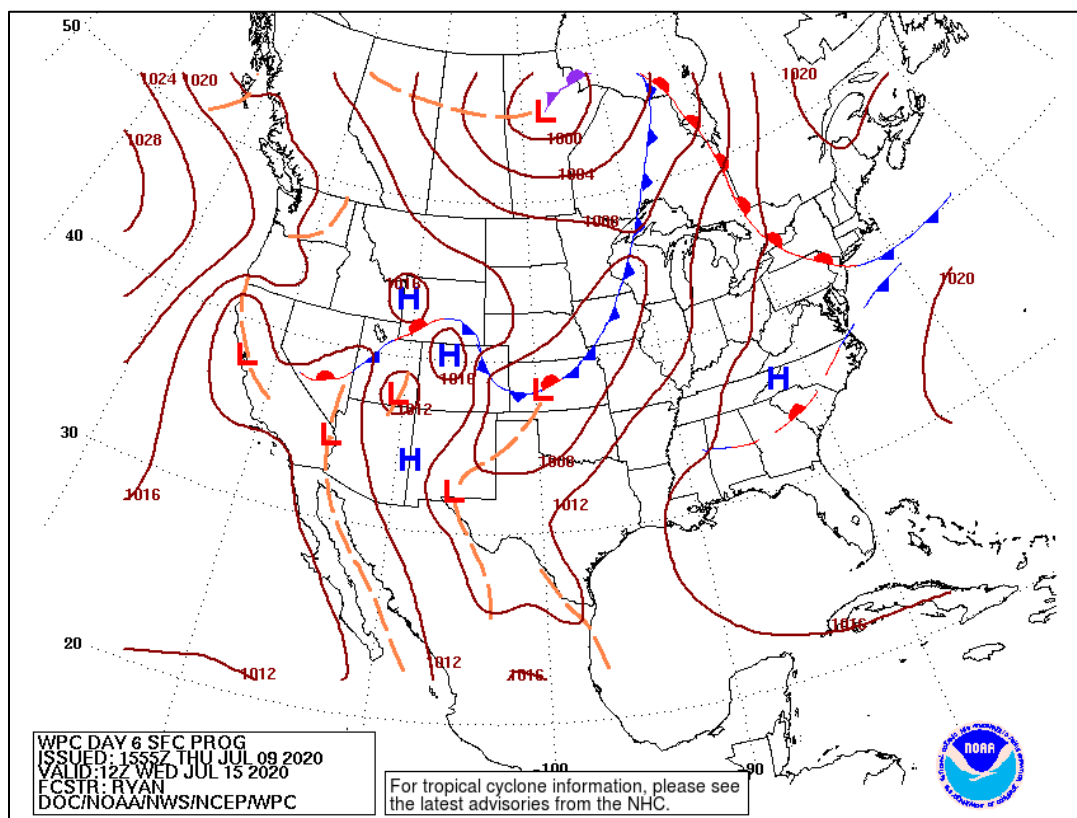 50
1024 1020
1020
1028
L
1000
1004
1008
40
1020
1016
H
L
H
1016
H
L
L
1012
L
30
H
1008
L
1016
1012
1016
20
1012
1012
1016
-100
-90
WPC DAY 6 SFC PROG
ISSUED: 1555Z THU JUL 09 2020
VALID:12Z WED JUL 15 2020
FCSTR: RYAN
DOC/NOAA/NWS/NCEP/WPC
For tropical cyclone information, please see
the latest advisories from the NHC.
NOAA